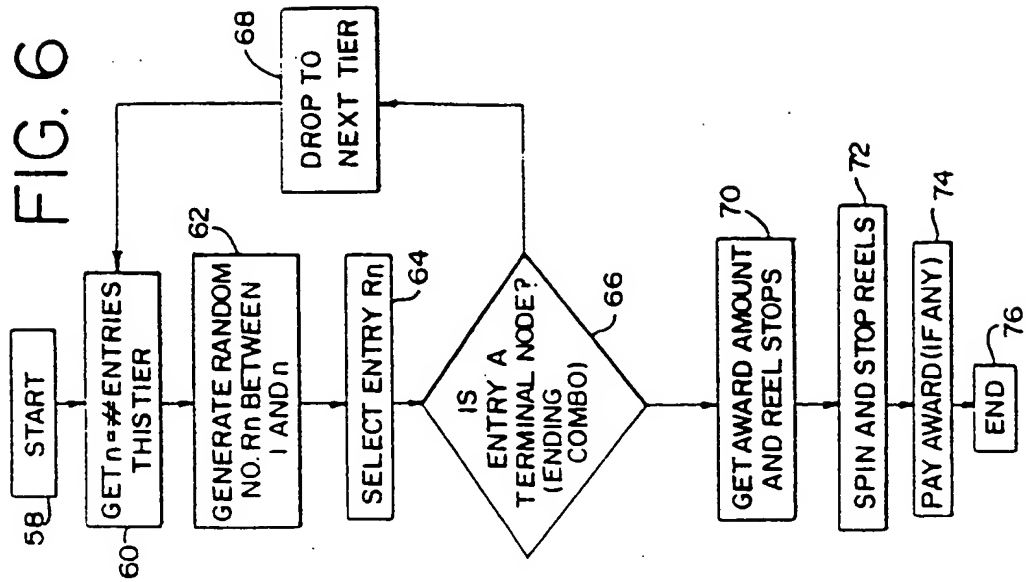 FIG. 6
58
START
60
GET n = # ENTRIES
THIS TIER
62
GENERATE RANDOM
NO. Rn BETWEEN
1 AND n
SELECT ENTRY Rn
64
IS
ENTRY A
TERMINAL NODE?
(ENDING
COMBO)
66
DROP TO
NEXT TIER
68
70
GET AWARD AMOUNT
AND REEL STOPS
72
SPIN AND STOP REELS
74
PAY AWARD (IF ANY)
76
END